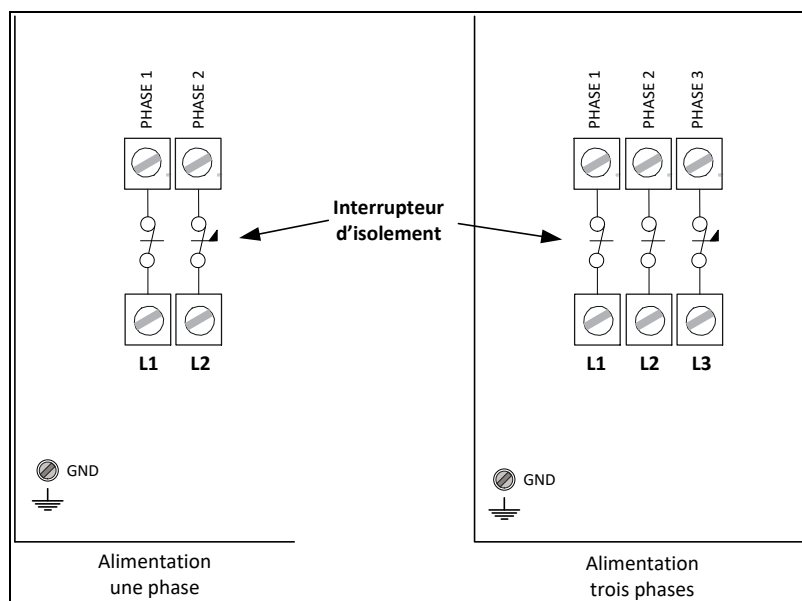 PHASE 1
PHASE 2
PHASE 1
PHASE 2
PHASE 3
Interrupteur
d'isolement
L1
L2
L1
L2
L3
GND
GND
Alimentation
une phase
Alimentation
trois phases